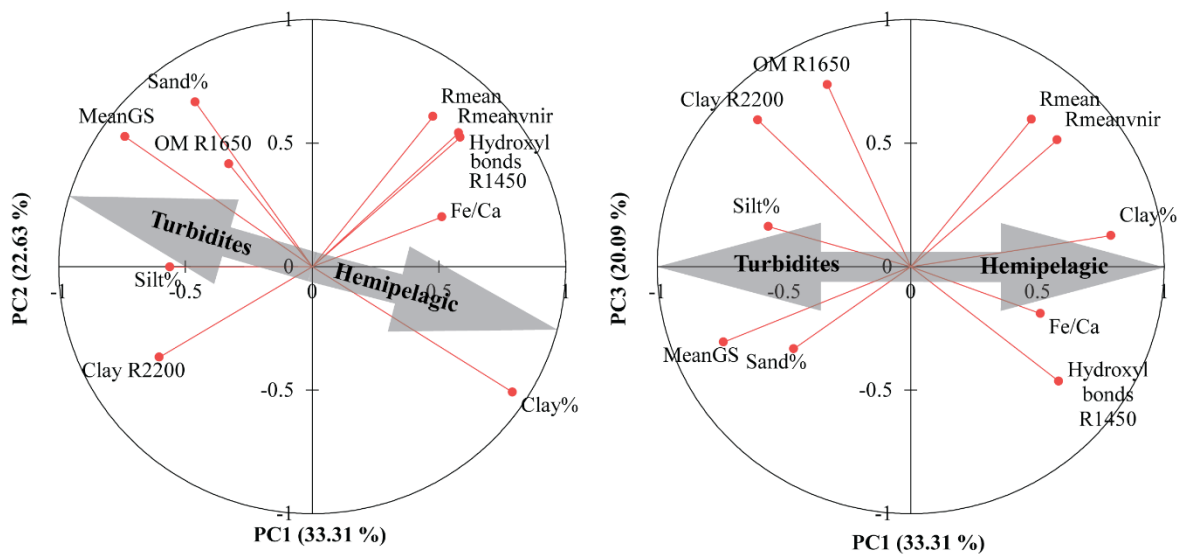 1
Sand%
MeanGS
OM R1650
0.5
Rmean
Rmeanvnir
Hydroxyl
bonds
R1450
Fe/Ca
Turbidites
Hemipelagic
Silt%
-1
-0.5
0
0
0.5
1
Clay R2200
-0.5
Clay%
-1
PC2 (22.63 %)
PC1 (33.31 %)
1
OM R1650
Clay R2200
0.5
Rmean
Rmeanvnir
Silt%
Clay%
Turbidites
0
Hemipelagic
-1
-0.5
0
0.5
1
Fe/Ca
MeanGS
Sand%
-0.5
Hydroxyl
bonds
R1450
-1
PC3 (20.09 %)
PC1 (33.31 %)